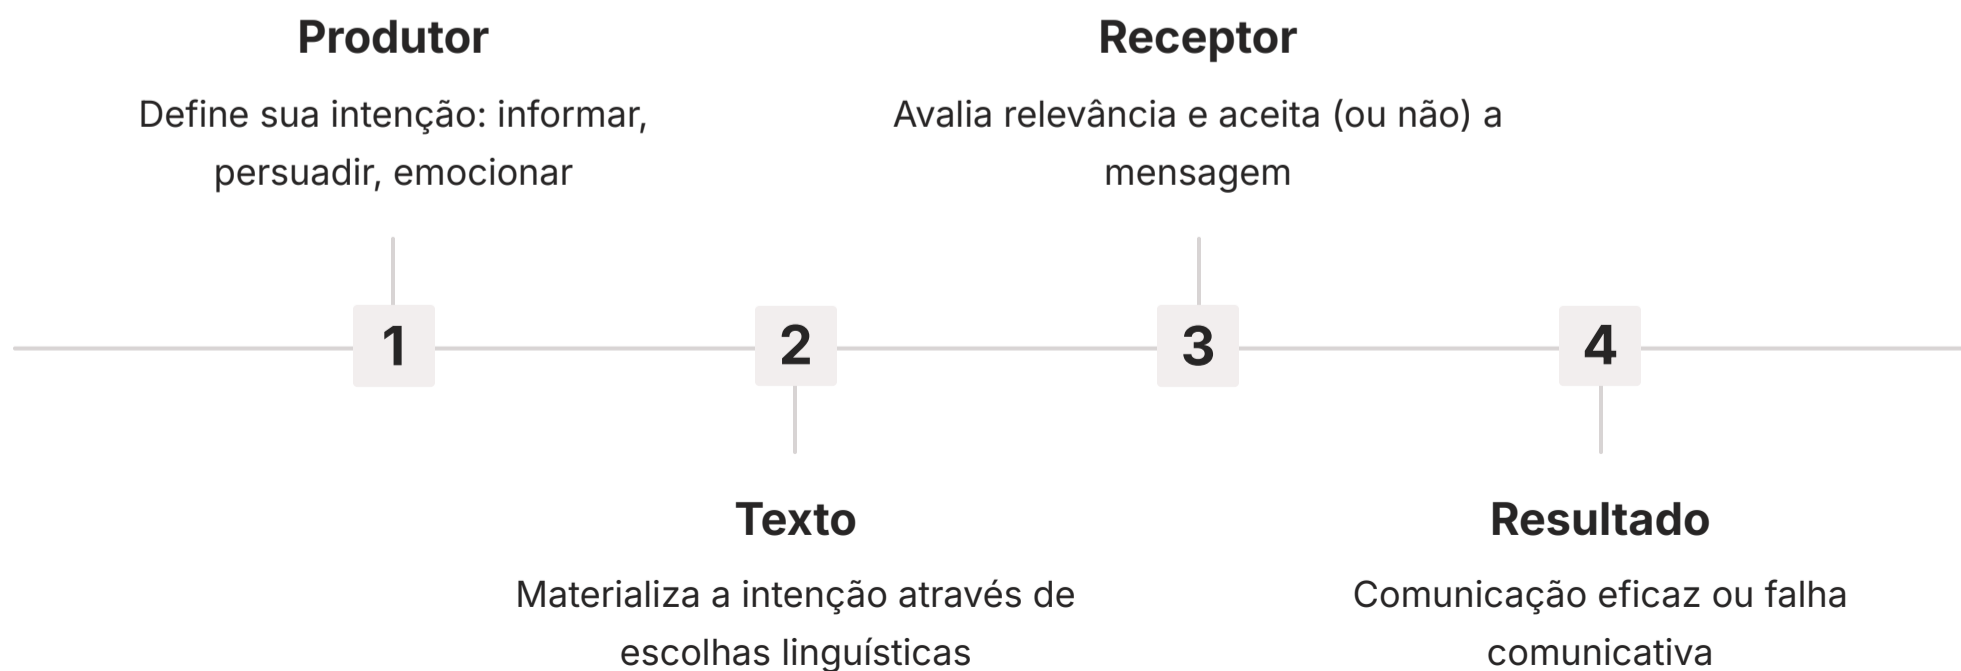 Produtor
Define sua intenção: informar,
persuadir, emocionar
Receptor
Avalia relevância e aceita (ou não) a
mensagem
1
2
3
4
Texto
Materializa a intenção através de
escolhas linguísticas
Resultado
Comunicação eficaz ou falha
comunicativa